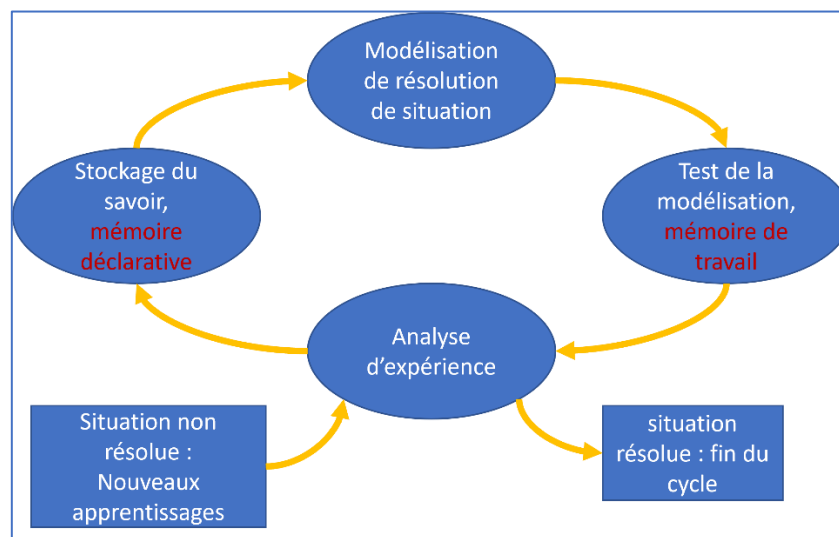 Modélisation
de résolution
de situation
Stockage du
savoir,
mémoire
déclarative
Test de la
modélisation,
mémoire de
travail
Analyse
d’expérience
Situation non
résolue :
Nouveaux
apprentissages
situation
résolue : fin du
cycle